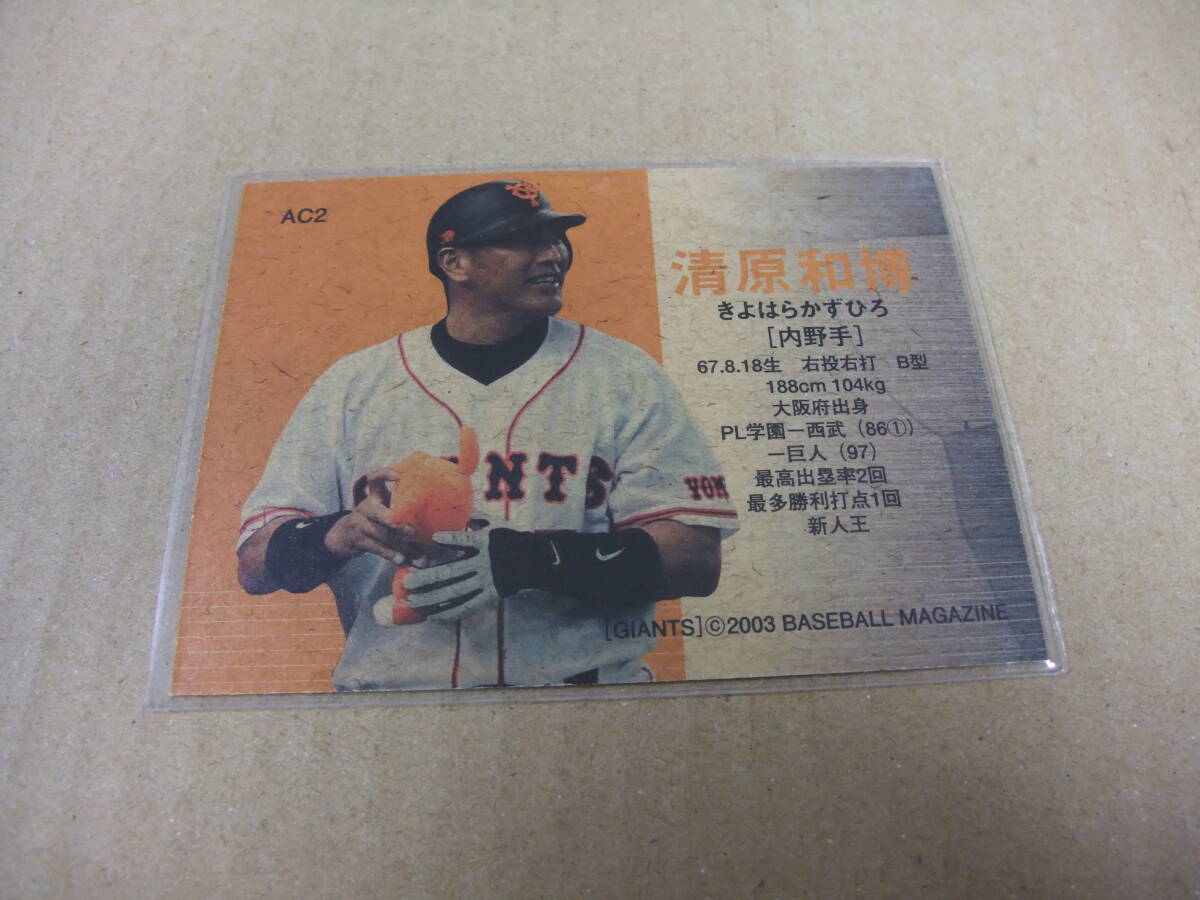 AC2
清原和博
きよはらかずひろ
[内野手]
67.8.18生 右投右打 B型
188cm 104kg
大阪府出身
PL学園ー西武（86①）)
ー巨人（97）
最高出塁率2回
最多勝利打点1回
新人王
ANTS
YOM
[GIANTS]©2003 BASEBALL MAGAZINE